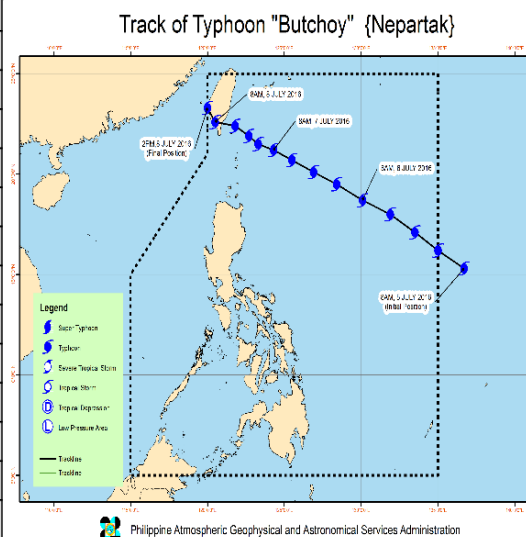 Track of Typhoon "Butchoy" {Nepartak}
8AM, 8 JULY 2016
8AM, 7 JULY 2016
2PM, 8 JULY 2016
(Final Position)
8AM, 6 JULY 2016
8AM, 5 JULY 2016
(Initial Position)
Legend
Super Typhoon
Typhoon
Severe Tropical Storm
Tropical Storm
D Tropical Depression
L Low Pressure Area
Trackline
Trackline
Philippine Atmospheric Geophysical and Astronomical Services Administration